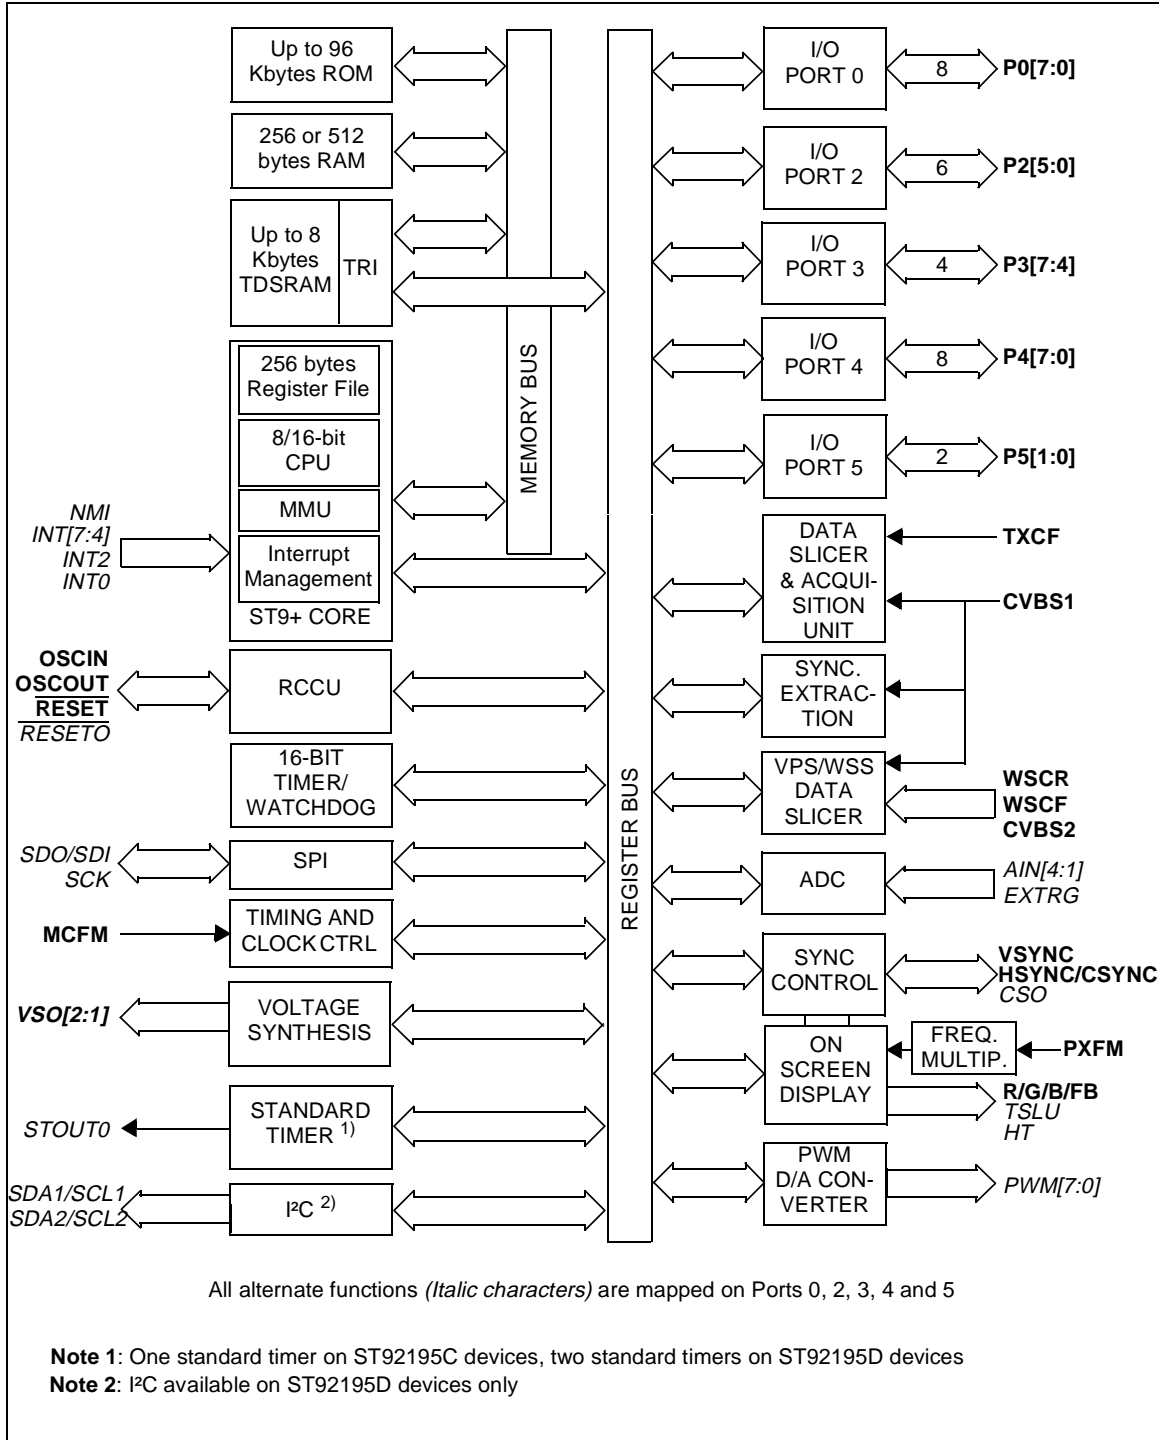 Up to 96
Kbytes ROM
256 or 512
bytes RAM
Up to 8
Kbytes
TDSRAM
TRI
256 bytes
Register File
8/16-bit
CPU
MMU
Interrupt
Management
ST9+ CORE
NMI
INT[7:4]
INT2
INT0
OSCIN
OSCOUT
RESET
RESETO
RCCU
16-BIT
TIMER/
WATCHDOG
SDO/SDI
SCK
SPI
MCFM
TIMING AND
CLOCK CTRL
VSO[2:1]
VOLTAGE
SYNTHESIS
STOUT0
STANDARD
TIMER 1)
SDA1/SCL1
SDA2/SCL2
I²C 2)
MEMORY BUS
REGISTER BUS
I/O
PORT 0
8
P0[7:0]
I/O
PORT 2
6
P2[5:0]
I/O
PORT 3
4
P3[7:4]
I/O
PORT 4
8
P4[7:0]
I/O
PORT 5
2
P5[1:0]
DATA
SLICER
& ACQUI-
SITION
UNIT
TXCF
CVBS1
SYNC.
EXTRAC-
TION
VPS/WSS
DATA
SLICER
WSCR
WSCF
CVBS2
ADC
AIN[4:1]
EXTRG
SYNC
CONTROL
VSYNC
HSYNC/CSYNC
CSO
ON
SCREEN
DISPLAY
FREQ.
MULTIP.
PXFM
R/G/B/FB
TSLU
HT
PWM
D/A CON-
VERTER
PWM[7:0]
All alternate functions (Italic characters) are mapped on Ports 0, 2, 3, 4 and 5
Note 1: One standard timer on ST92195C devices, two standard timers on ST92195D devices
Note 2: I²C available on ST92195D devices only